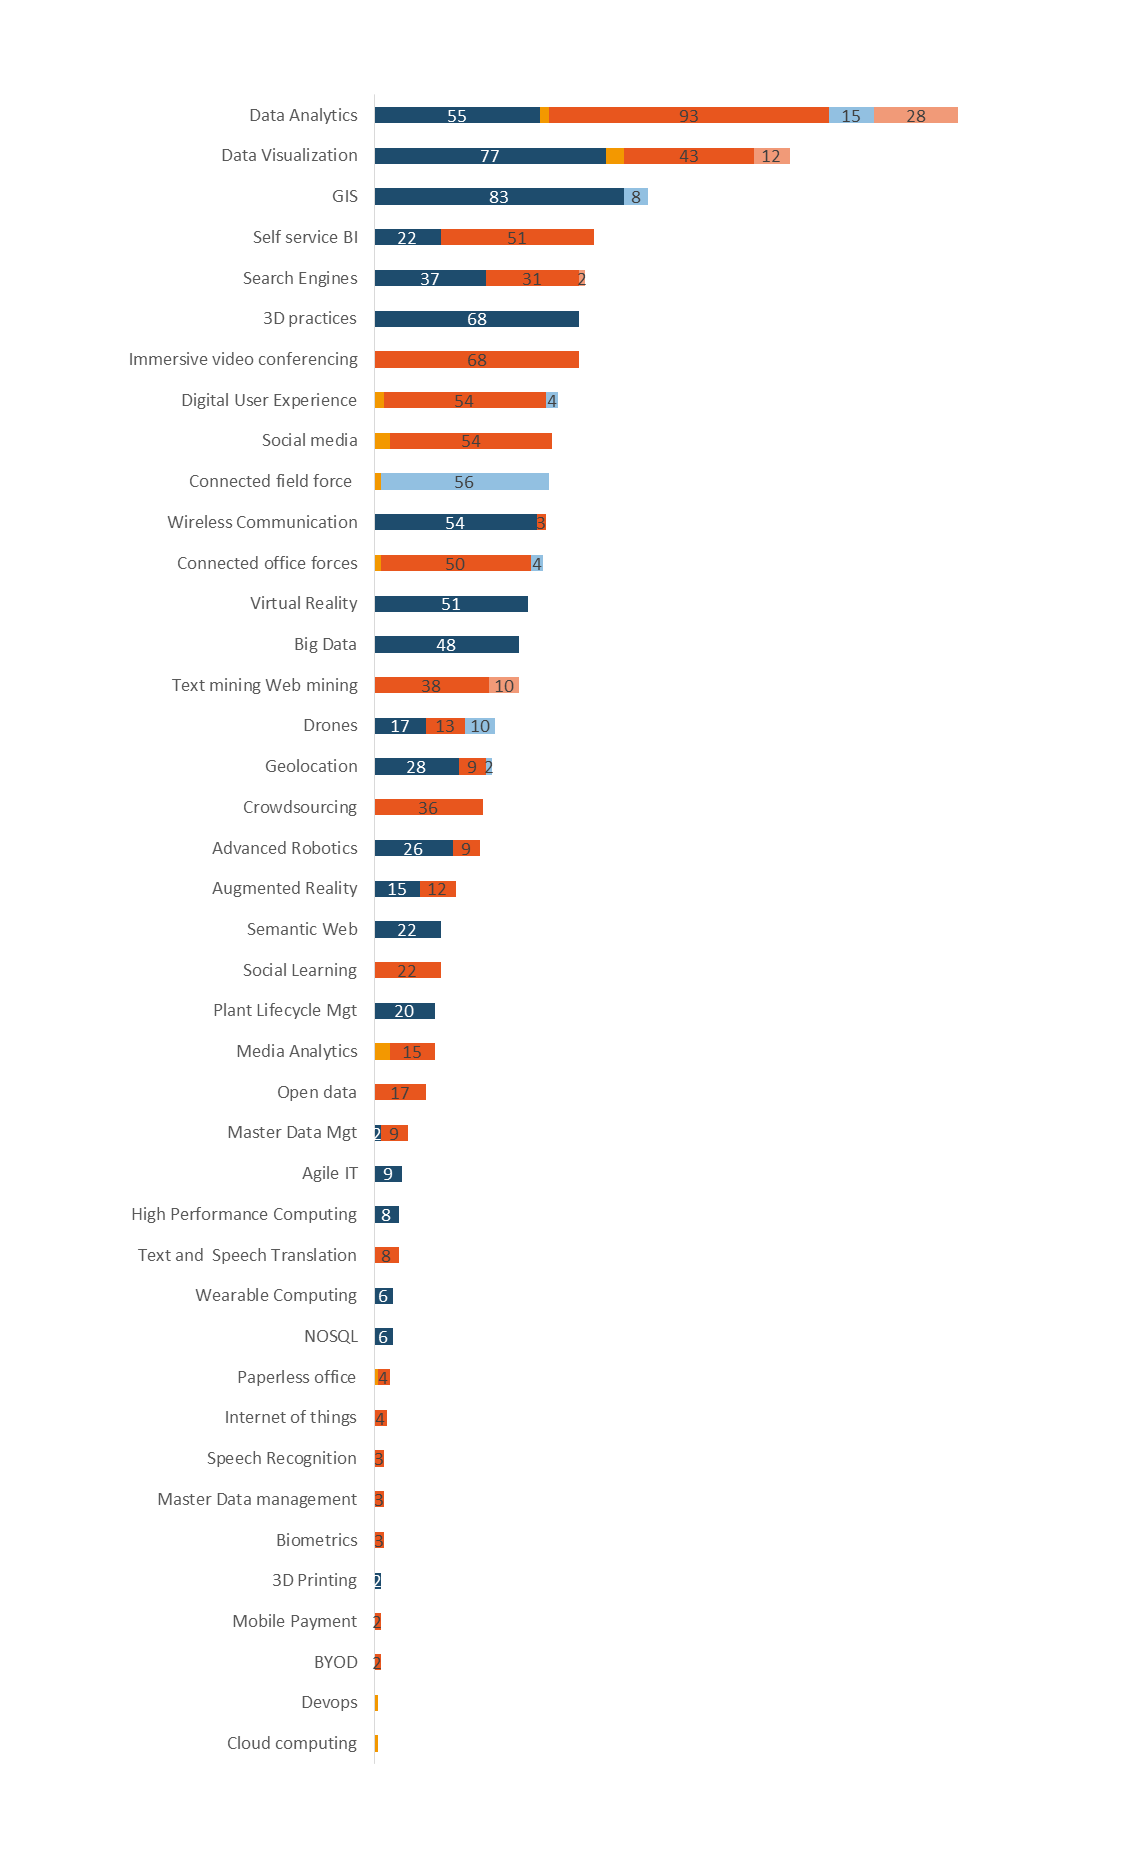 Data Analytics 55 93 15 28
Data Visualization 77 43 12
GIS 83 8
Self service BI 22 51
Search Engines 37 31 2
3D practices 68
Immersive video conferencing 68
Digital User Experience 54 4
Social media 54
Connected field force 56
Wireless Communication 54 3
Connected office forces 50 4
Virtual Reality 51
Big Data 48
Text mining Web mining 38 10
Drones 17 13 10
Geolocation 28 9 2
Crowdsourcing 36
Advanced Robotics 26 9
Augmented Reality 15 12
Semantic Web 22
Social Learning 22
Plant Lifecycle Mgt 20
Media Analytics 15
Open data 17
Master Data Mgt 2 9
Agile IT 9
High Performance Computing 8
Text and  Speech Translation 8
Wearable Computing 6
NOSQL 6
Paperless office 4
Internet of things 4
Speech Recognition 3
Master Data management 3
Biometrics 3
3D Printing 2
Mobile Payment 2
BYOD 2
Devops
Cloud computing